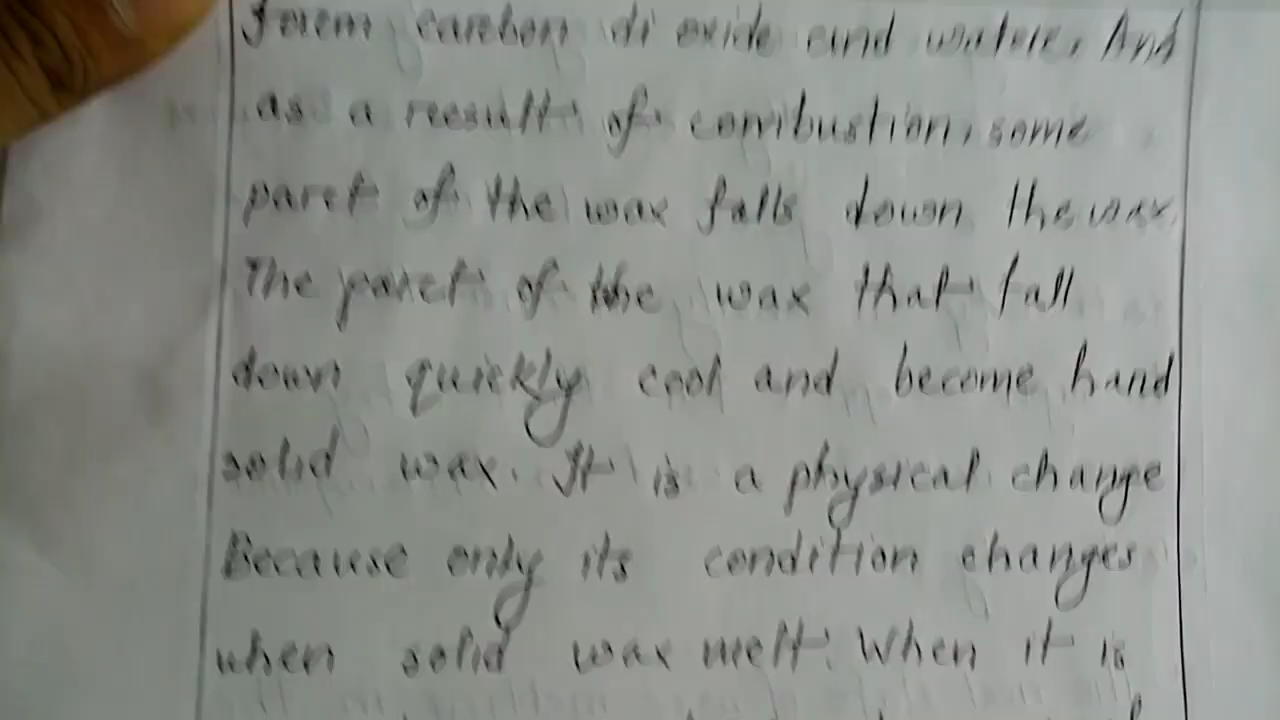 form carbon di oxide and water. And
as a result of combustion, some
part of the wax falls down the wax.
The part of the wax that fall
down quickly cool and become hand
solid wax. It is a physical change
Because only its condition changes
when solid wax melt. When it is